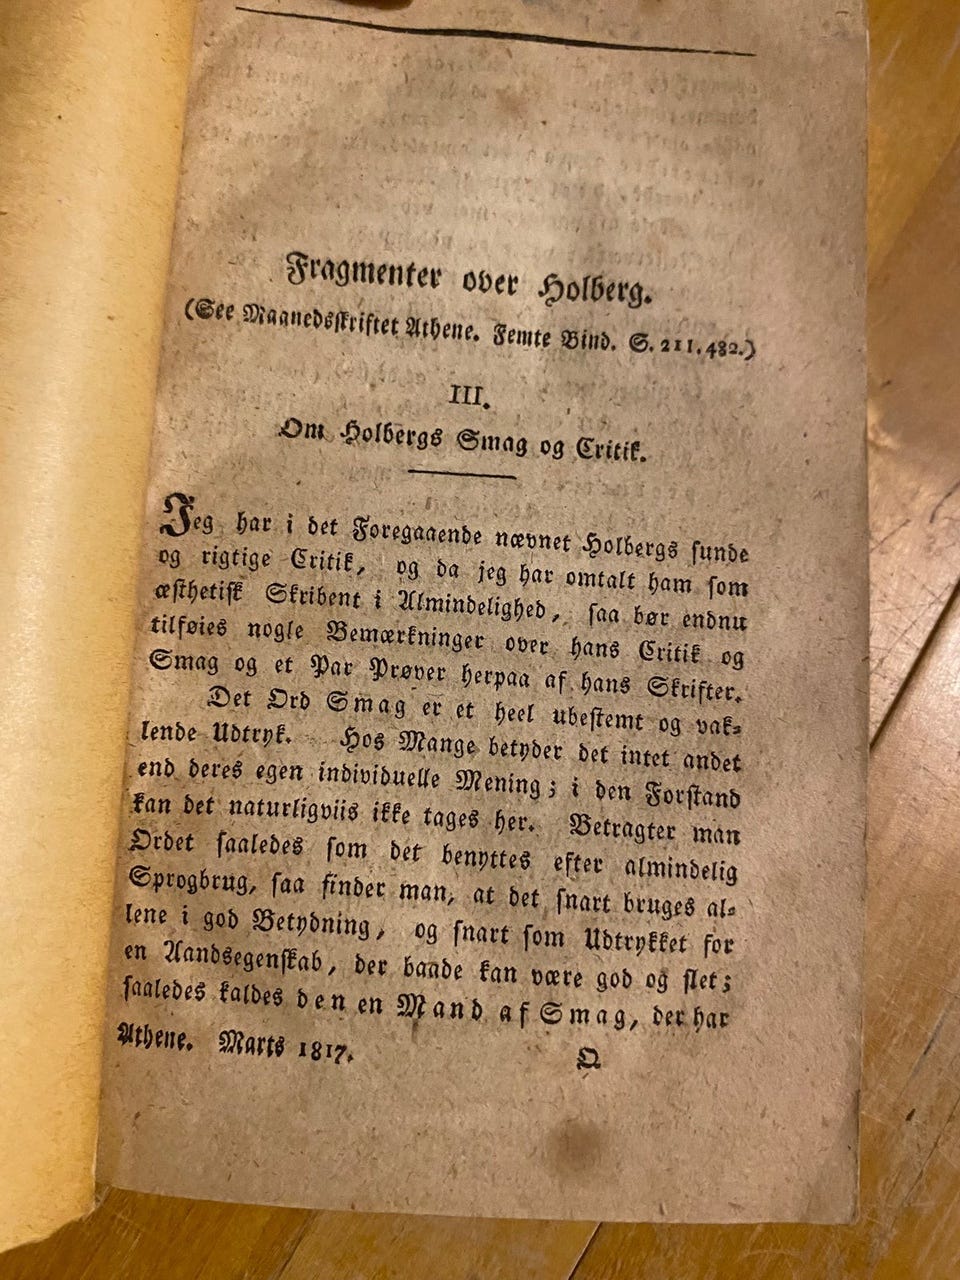 Fragmenter over Holberg.
(See Maanedsskriftet Athene. Femte Bind. S. 211. 482.)
III.
Om Holbergs Smag og Critik.
Jeg har i det Foregaaende nævnet Holbergs sunde
og rigtige Critik, og da jeg har omtalt ham som
æsthetisk Skribent i Almindelighed, saa bør endnu
tilføies nogle Bemærkninger over hans Critik og
Smag og et Par Prøver herpaa af hans Skrifter.
Det Ord Smag er et heel ubestemt og vak-
lende Udtryk. Hos Mange betyder det intet andet
end deres egen individuelle Mening; i den Forstand
kan det naturligviis ikke tages her. Betragter man
Ordet saaledes som det benyttes efter almindelig
Sprogbrug, saa finder man, at det snart bruges al-
lene i god Betydning, og snart som Udtrykket for
en Aandsegenskab, der baade kan være god og slet;
saaledes kaldes den en Mand af Smag, der har
Athene. Marts 1817. Q